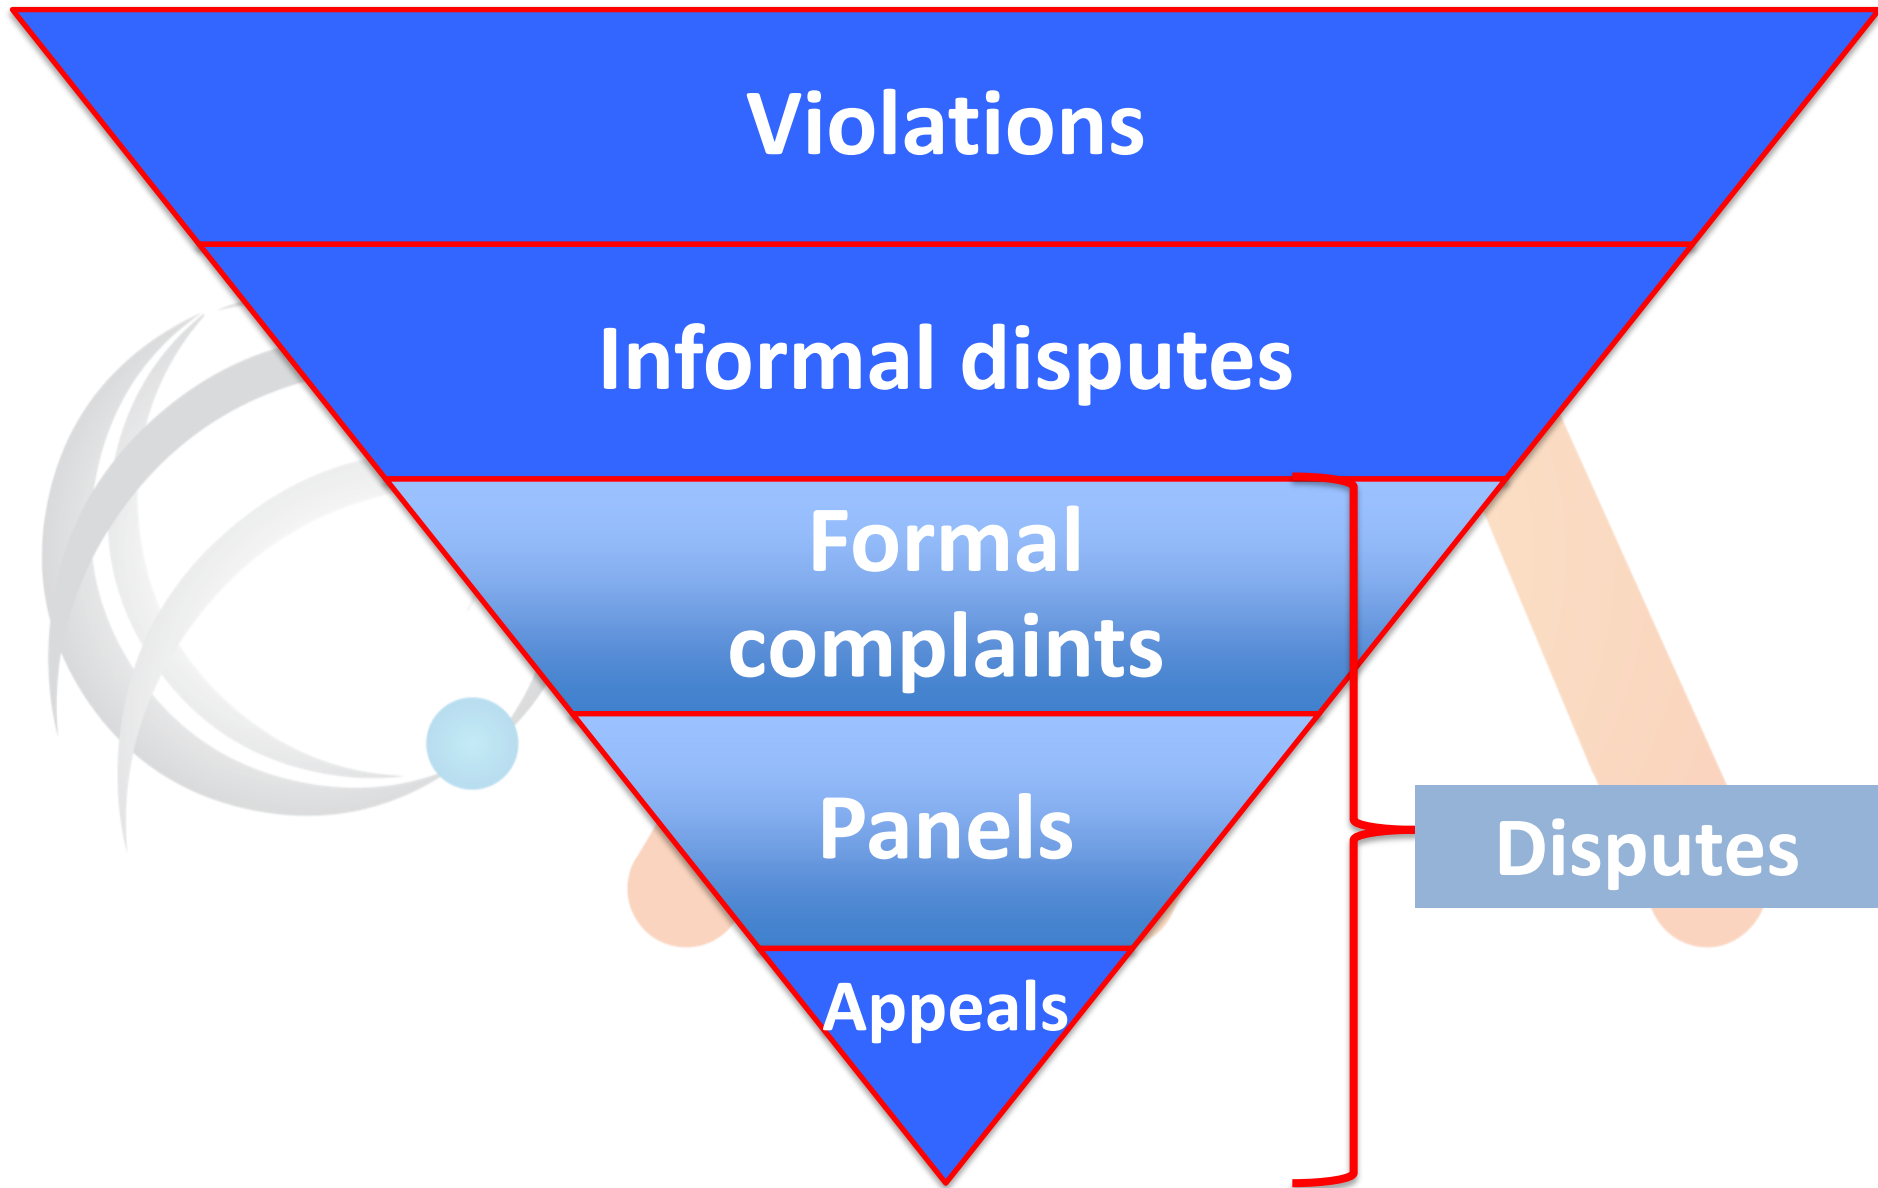 Violations
Informal disputes
Formal
complaints
Panels
Disputes
Appeals